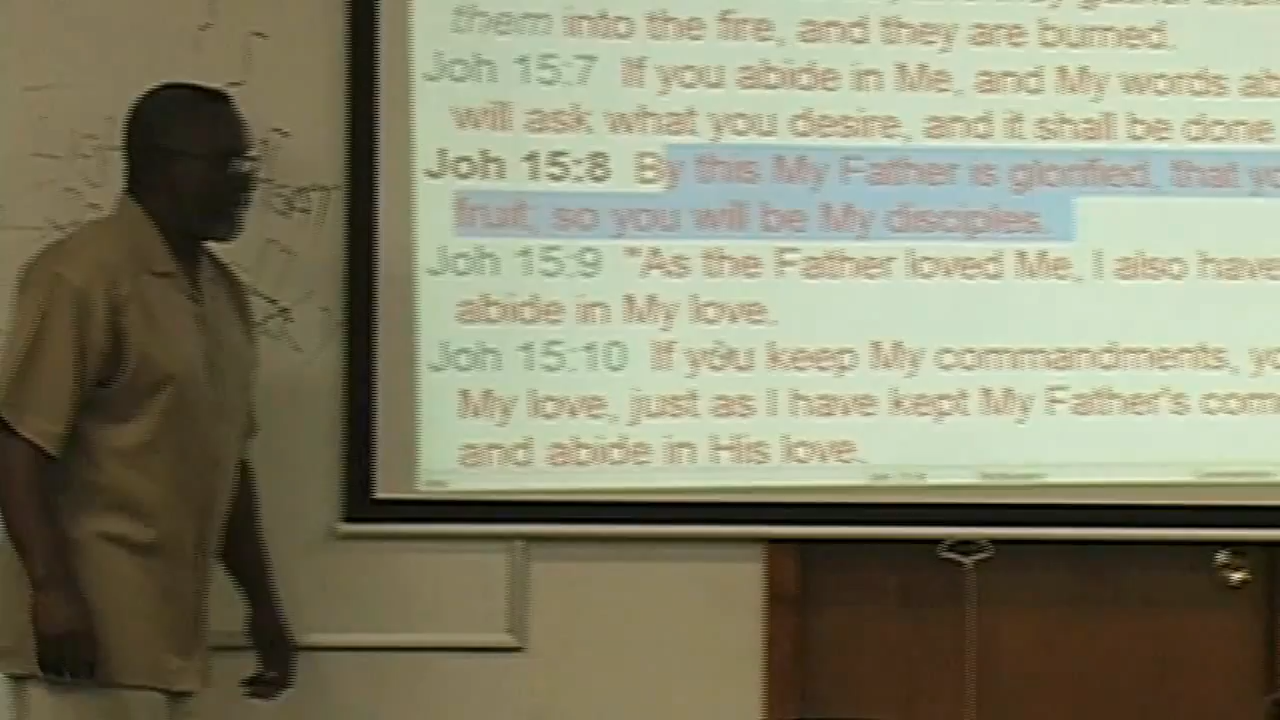 them into the fire, and they are burned.
Joh 15:7 If you abide in Me, and My words
will ask what you desire, and it shall be done
Joh 15:8 By this My Father is glorified, that
fruit; so you will be My disciples.
Joh 15:9 "As the Father loved Me, I also have
abide in My love.
Joh 15:10 If you keep My commandments,
My love, just as I have kept My Father's
and abide in His love.